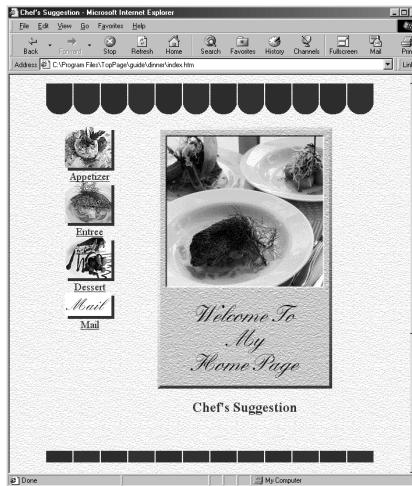 Chef's Suggestion - Microsoft Internet Explorer
File Edit View Go Favorites Help
Back Forward Stop Refresh Home Search Favorites History Channels Fullscreen Mail Print
Address C:\Program Files\TopPage\guide\dinner\index.htm
Appetizer
Entree
Dessert
Mail
Mail
Welcome To
My
Home Page
Chef's Suggestion
Done My Computer